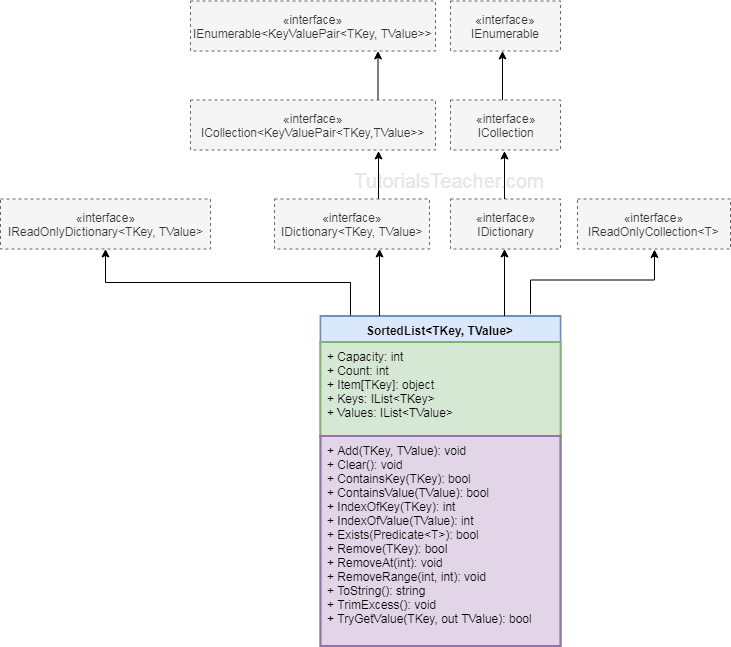 «interface»
IEnumerable<KeyValuePair<TKey, TValue>>
«interface»
IEnumerable
«interface»
ICollection<KeyValuePair<TKey,TValue>>
«interface»
ICollection
TutorialsTeacher.com
«interface»
IReadOnlyDictionary<TKey, TValue>
«interface»
IDictionary<TKey, TValue>
«interface»
IDictionary
«interface»
IReadOnlyCollection<T>
SortedList<TKey, TValue>
+ Capacity: int
+ Count: int
+ Item[TKey]: object
+ Keys: IList<TKey>
+ Values: IList<TValue>
+ Add(TKey, TValue): void
+ Clear(): void
+ ContainsKey(TKey): bool
+ ContainsValue(TValue): bool
+ IndexOfKey(TKey): int
+ IndexOfValue(TValue): int
+ Exists(Predicate<T>): bool
+ Remove(TKey): bool
+ RemoveAt(int): void
+ RemoveRange(int, int): void
+ ToString(): string
+ TrimExcess(): void
+ TryGetValue(TKey, out TValue): bool